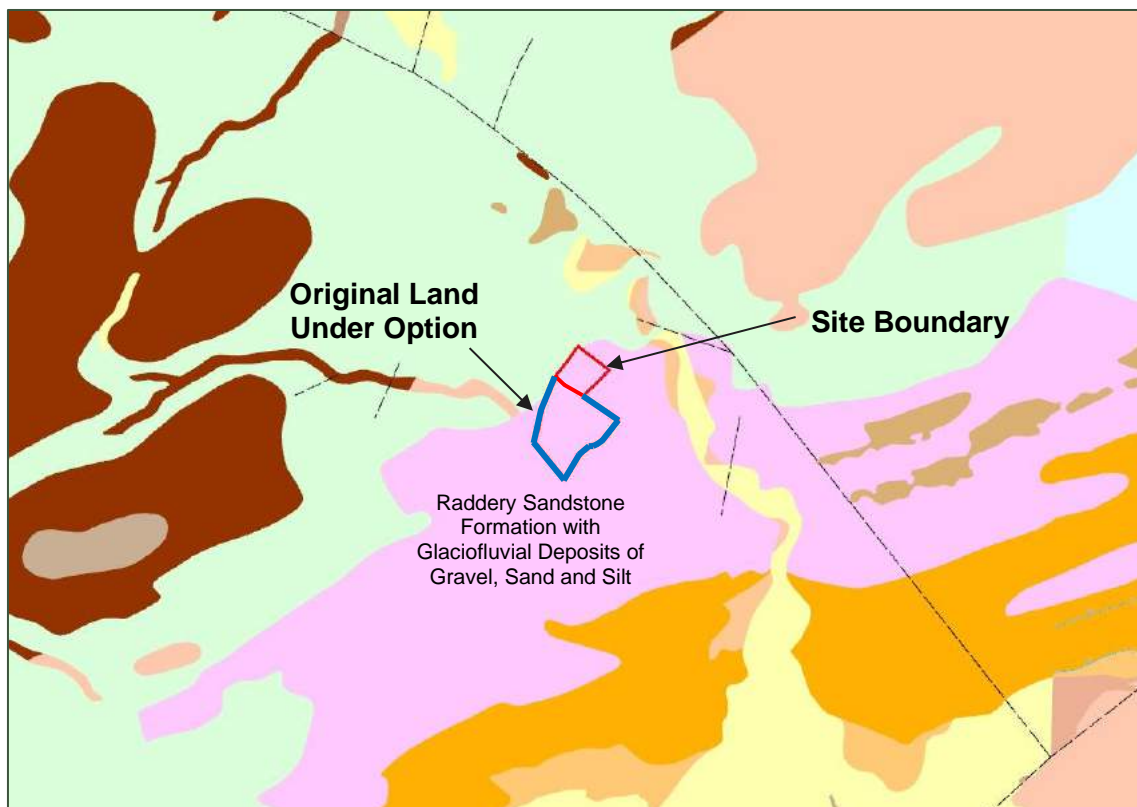 Original Land
Under Option
Site Boundary
Raddery Sandstone
Formation with
Glaciofluvial Deposits of
Gravel, Sand and Silt